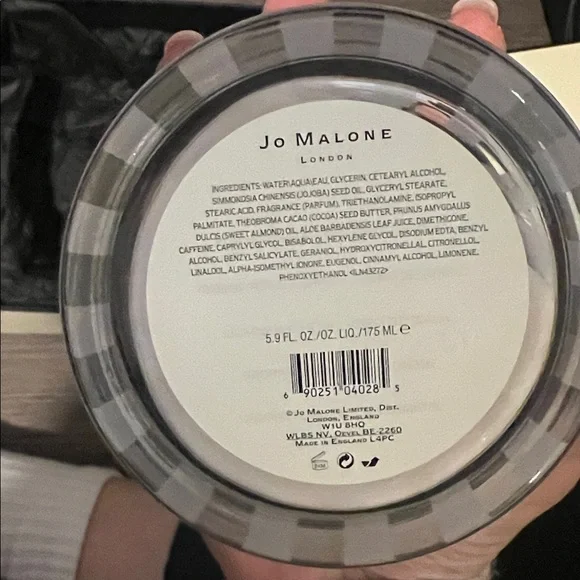 JO MALONE
LONDON
INGREDIENTS: WATER\AQUA\EAU, GLYCERIN, CETEARYL ALCOHOL,
SIMMONDSIA CHINENSIS (JOJOBA) SEED OIL, GLYCERYL STEARATE,
STEARIC ACID, FRAGRANCE (PARFUM), TRIETHANOLAMINE, ISOPROPYL
PALMITATE, THEOBROMA CACAO (COCOA) SEED BUTTER, PRUNUS AMYGDALUS
DULCIS (SWEET ALMOND) OIL, ALOE BARBADENSIS LEAF JUICE, DIMETHICONE,
CAFFEINE, CAPRYLYL GLYCOL, BISABOLOL, HEXYLENE GLYCOL, DISODIUM EDTA, BENZYL
ALCOHOL, BENZYL SALICYLATE, GERANIOL, HYDROXYCITRONELLAL, CITRONELLOL,
LINALOOL, ALPHA-ISOMETHYL IONONE, EUGENOL, CINNAMYL ALCOHOL, LIMONENE,
PHENOXYETHANOL <ILN43272>
5.9 FL. OZ./OZ. LIQ./175 ML ℮
6 90251 04028 5
© JO MALONE LIMITED, DIST.
LONDON, ENGLAND
W1U 8HQ
WLBS NV, OEVEL BE-2260
MADE IN ENGLAND L4PC